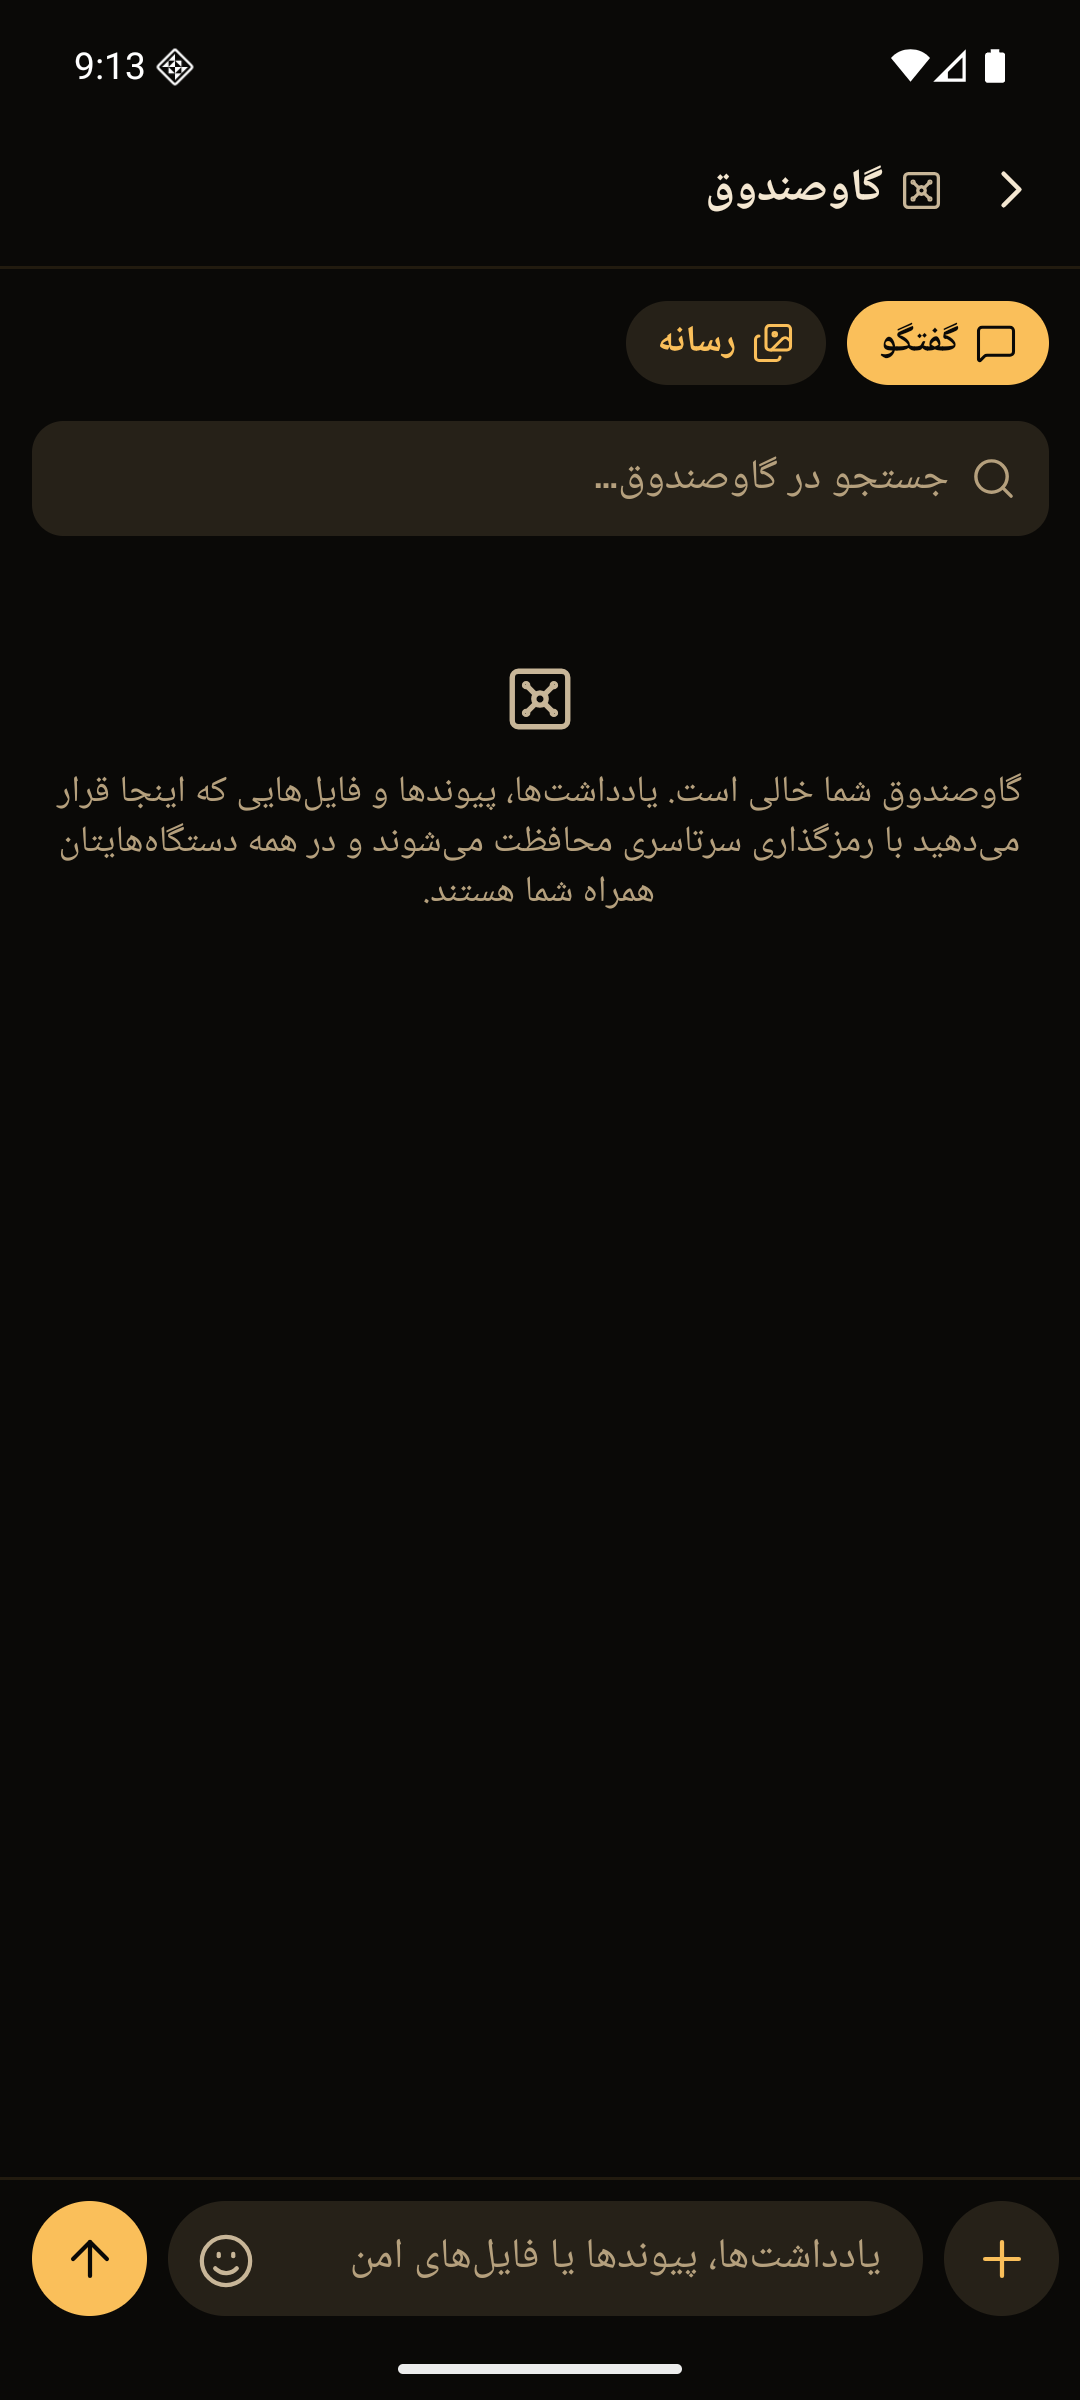 9:13
گاوصندوق
گفتگو
رسانه
جستجو در گاوصندوق...
گاوصندوق شما خالی است. یادداشت‌ها، پیوندها و فایل‌هایی که اینجا قرار
می‌دهید با رمزگذاری سرتاسری محافظت می‌شوند و در همه دستگاه‌هایتان
همراه شما هستند.
یادداشت‌ها، پیوندها یا فایل‌های امن